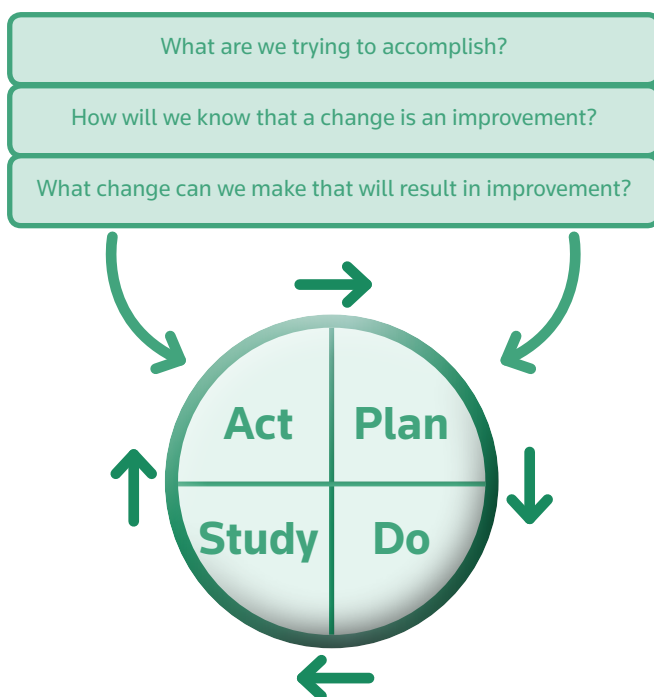 What are we trying to accomplish?
How will we know that a change is an improvement?
What change can we make that will result in improvement?
Act
Plan
Study
Do